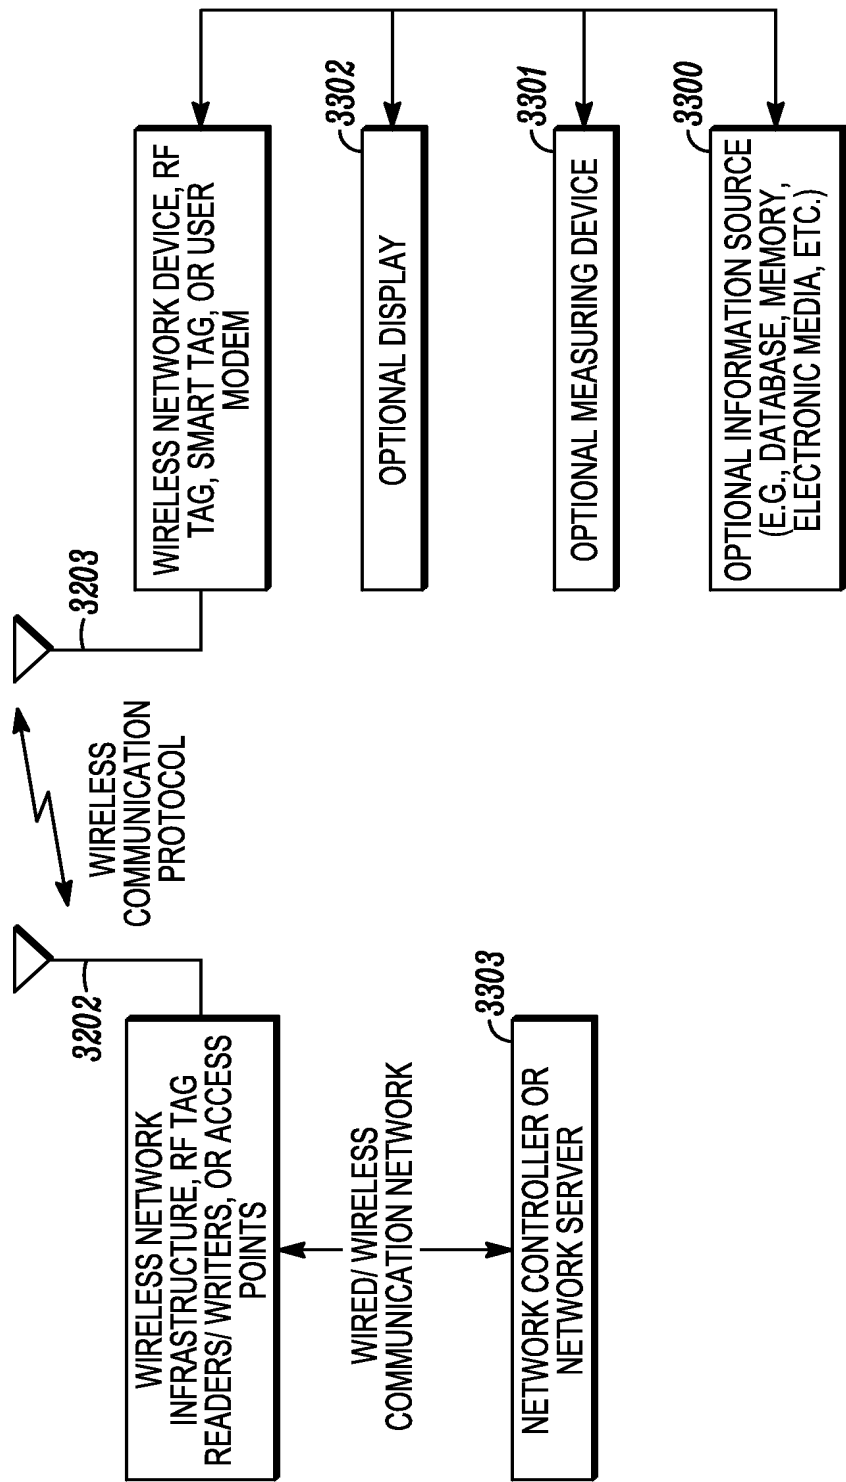 3202
WIRELESS NETWORK
INFRASTRUCTURE, RF TAG
READERS/ WRITERS, OR ACCESS
POINTS
WIRED/ WIRELESS
COMMUNICATION NETWORK
3303
NETWORK CONTROLLER OR
NETWORK SERVER
WIRELESS
COMMUNICATION
PROTOCOL
3203
WIRELESS NETWORK DEVICE, RF
TAG, SMART TAG, OR USER
MODEM
3302
OPTIONAL DISPLAY
3301
OPTIONAL MEASURING DEVICE
3300
OPTIONAL INFORMATION SOURCE
(E.G., DATABASE, MEMORY,
ELECTRONIC MEDIA, ETC.)